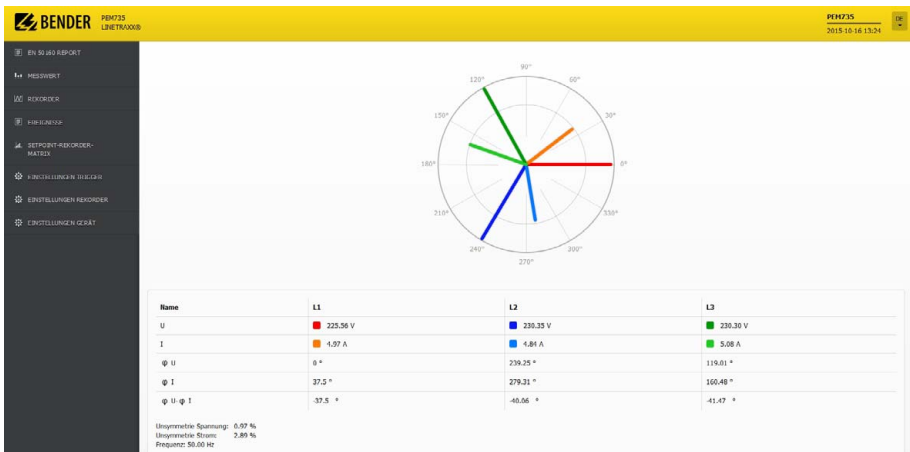 BENDER
PEM735
LINETRAXX®
PEM735
2015-10-16 13:24
DE
EN 50160 REPORT
MESSWERT
REKORDER
EREIGNISSE
SETPOINT-REKORDER-
MATRIX
EINSTELLUNGEN TRIGGER
EINSTELLUNGEN REKORDER
EINSTELLUNGEN GERÄT
90°
120°
60°
150°
30°
180°
0°
210°
330°
240°
300°
270°
Name L1 L2 L3
U 225.56 V 230.35 V 230.30 V
I 4.97 A 4.84 A 5.08 A
φ U 0 ° 239.25 ° 119.01 °
φ I 37.5 ° 279.31 ° 160.48 °
φ U- φ I -37.5 ° -40.06 ° -41.47 °
Unsymmetrie Spannung: 0.97 %
Unsymmetrie Strom: 2.89 %
Frequenz: 50.00 Hz